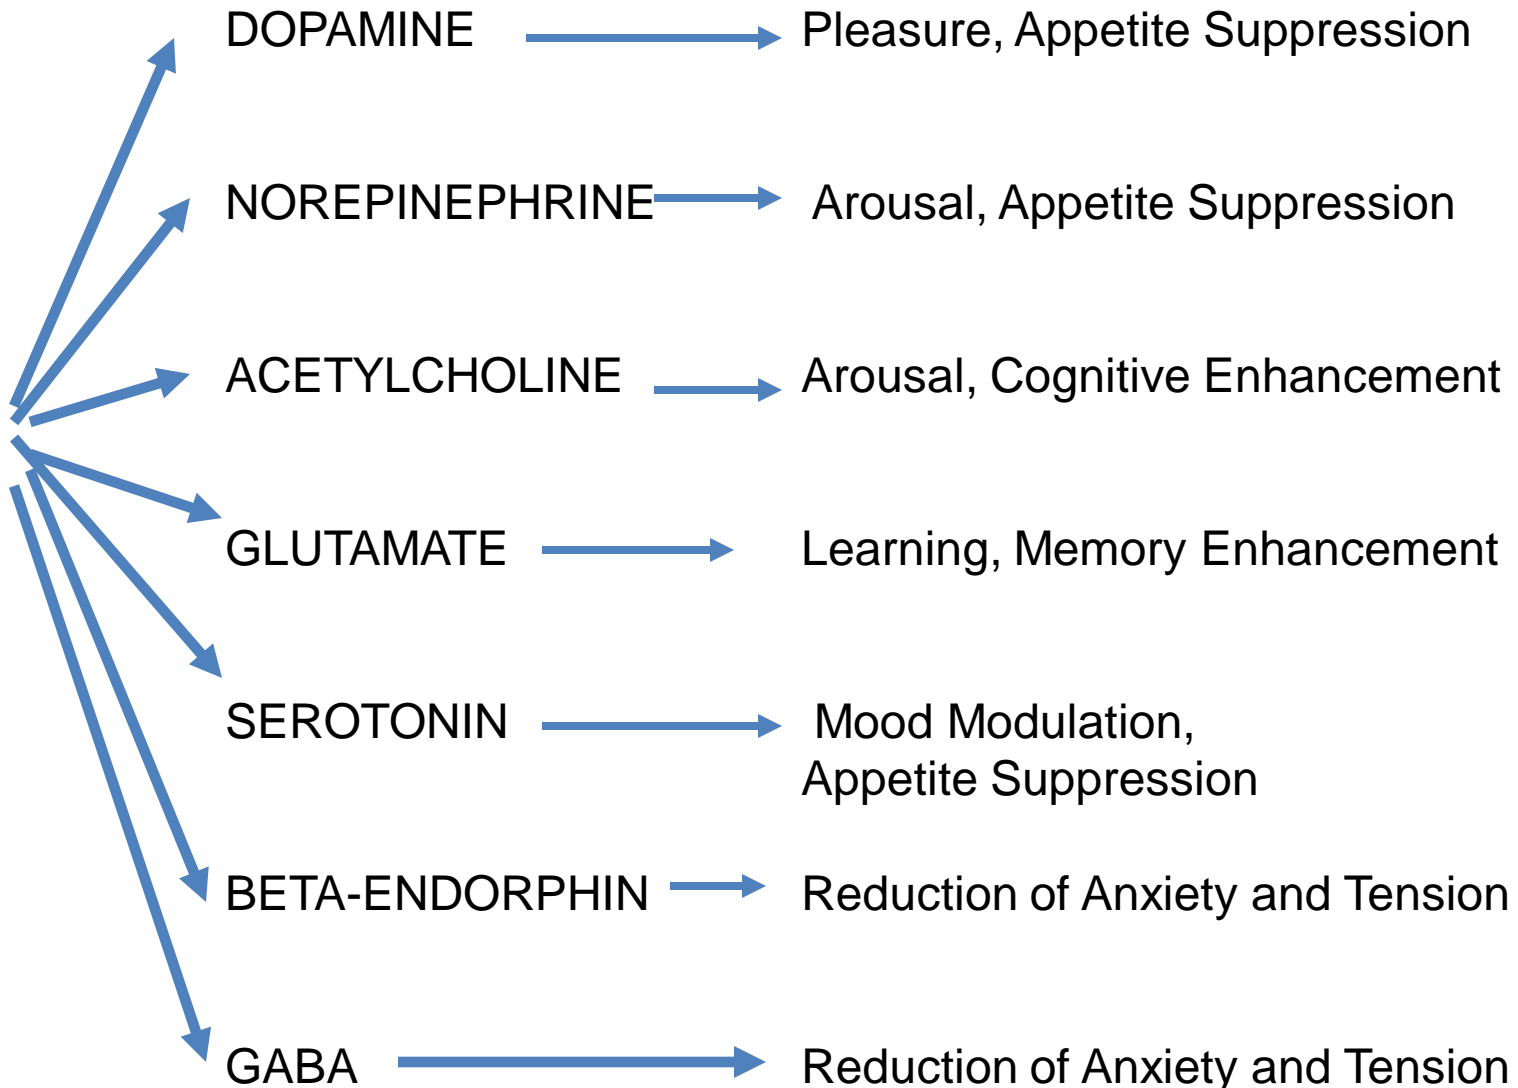 DOPAMINE Pleasure, Appetite Suppression
NOREPINEPHRINE Arousal, Appetite Suppression
ACETYLCHOLINE Arousal, Cognitive Enhancement
GLUTAMATE Learning, Memory Enhancement
SEROTONIN Mood Modulation,
Appetite Suppression
BETA-ENDORPHIN Reduction of Anxiety and Tension
GABA Reduction of Anxiety and Tension